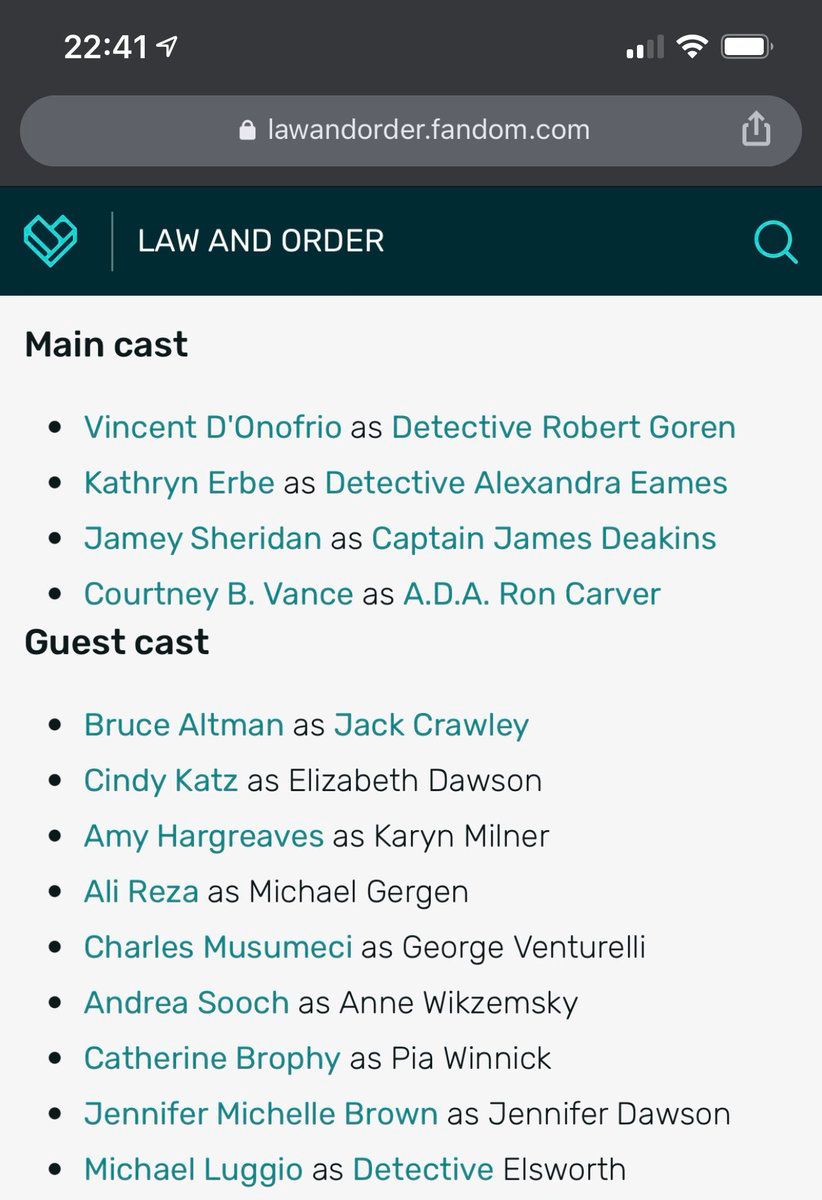 22:41
lawandorder.fandom.com
LAW AND ORDER
Main cast
Vincent D'Onofrio as Detective Robert Goren
Kathryn Erbe as Detective Alexandra Eames
Jamey Sheridan as Captain James Deakins
Courtney B. Vance as A.D.A. Ron Carver
Guest cast
Bruce Altman as Jack Crawley
Cindy Katz as Elizabeth Dawson
Amy Hargreaves as Karyn Milner
Ali Reza as Michael Gergen
Charles Musumeci as George Venturelli
Andrea Sooch as Anne Wikzemsky
Catherine Brophy as Pia Winnick
Jennifer Michelle Brown as Jennifer Dawson
Michael Luggio as Detective Elsworth